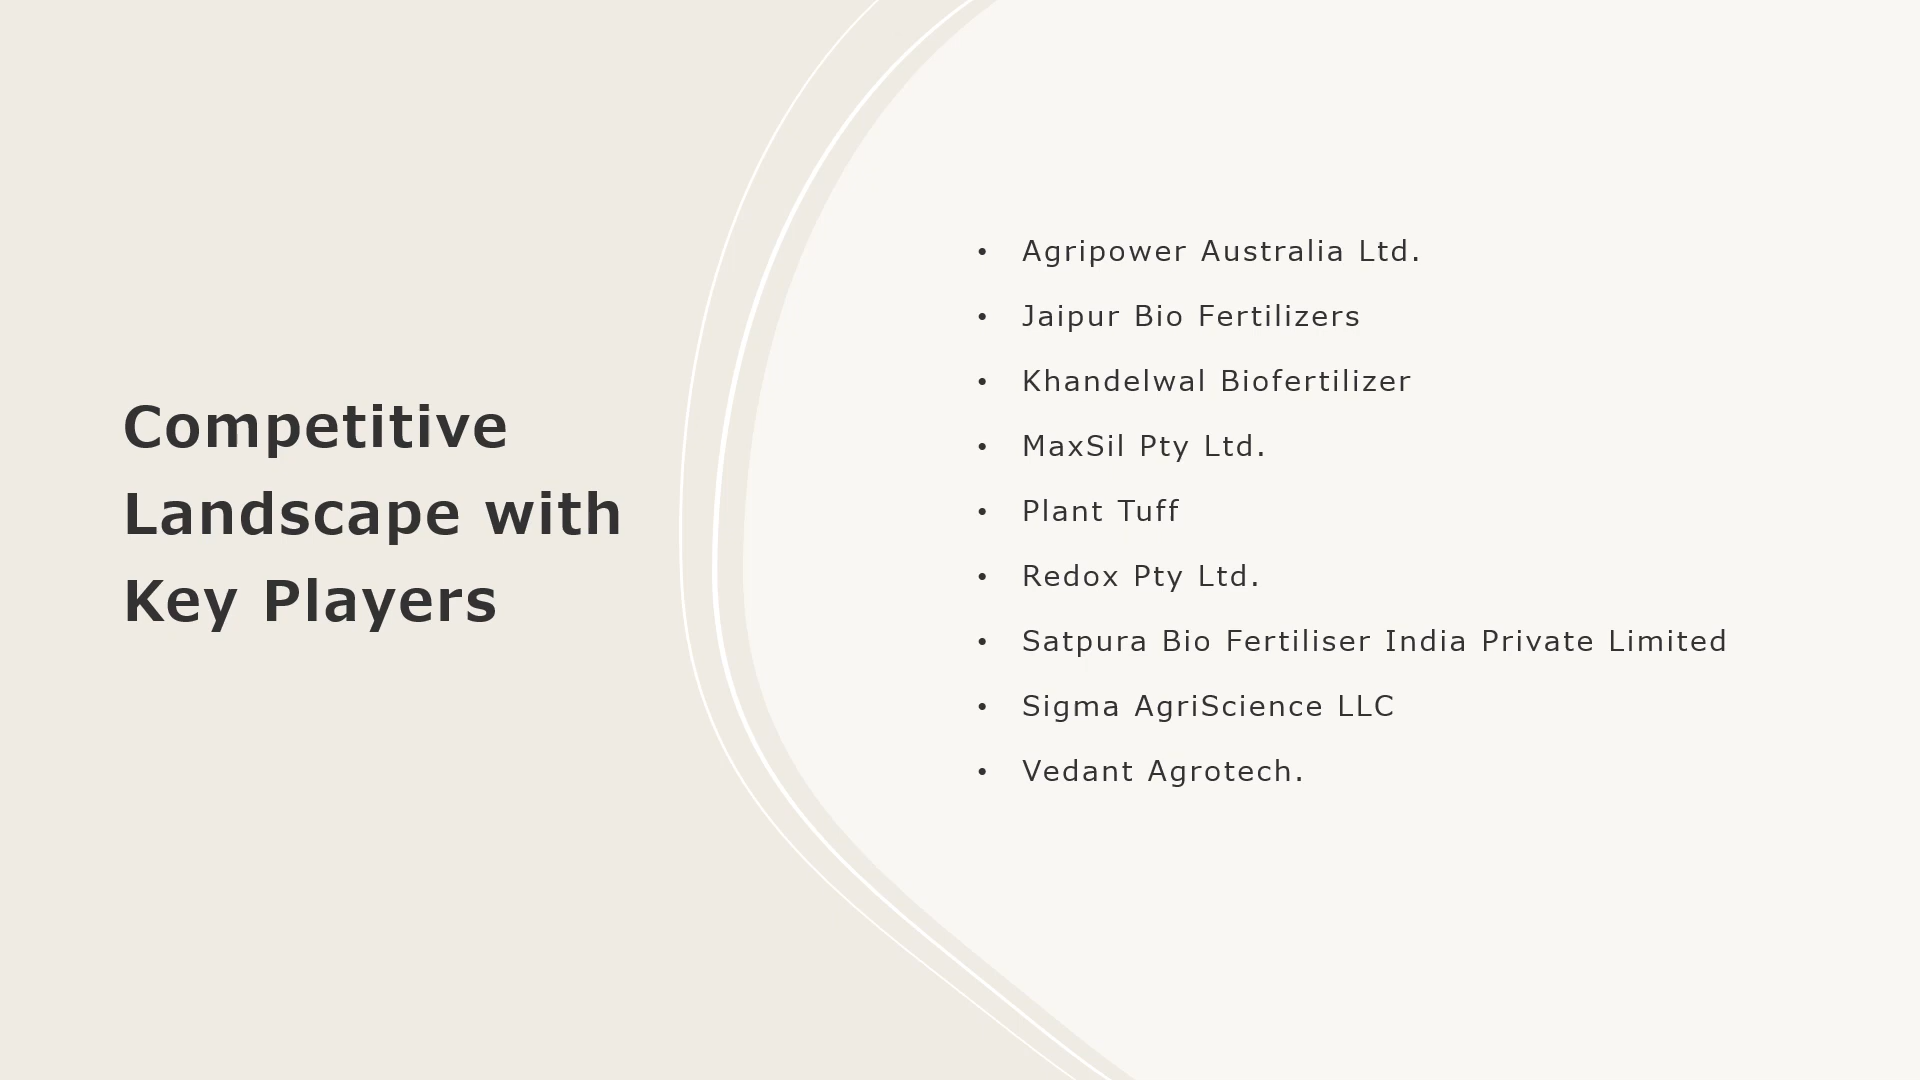 Competitive
Landscape with
Key Players
• Agripower Australia Ltd.
• Jaipur Bio Fertilizers
• Khandelwal Biofertilizer
• MaxSil Pty Ltd.
• Plant Tuff
• Redox Pty Ltd.
• Satpura Bio Fertiliser India Private Limited
• Sigma AgriScience LLC
• Vedant Agrotech.